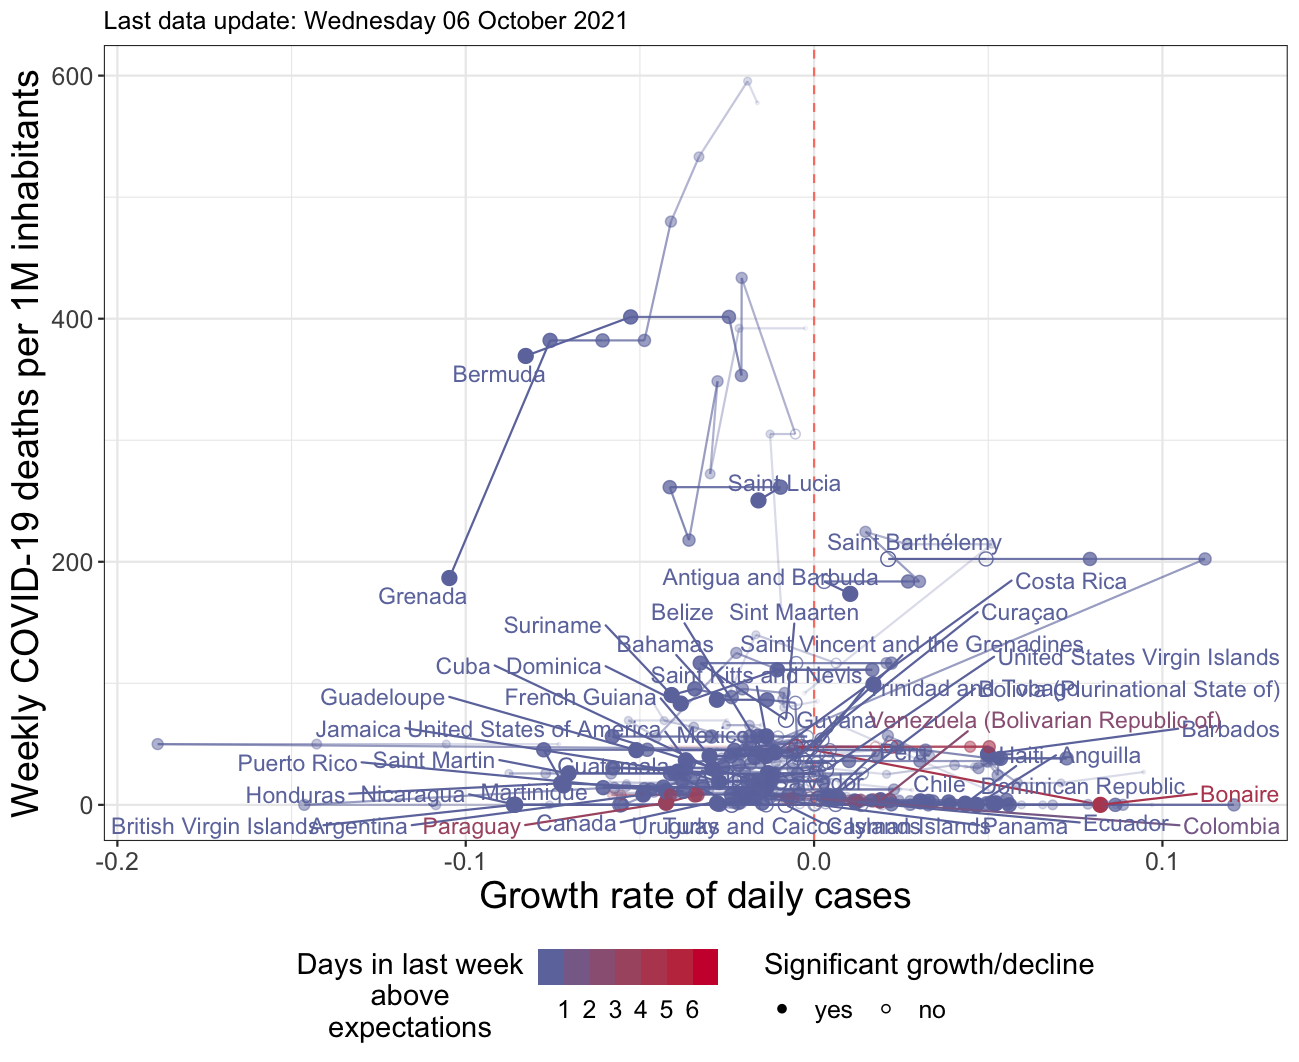 Last data update: Wednesday 06 October 2021
Weekly COVID-19 deaths per 1M inhabitants
600
400
200
0
Bermuda
Saint Lucia
Saint Barthélemy
Antigua and Barbuda
Costa Rica
Grenada
Belize
Sint Maarten
Curaçao
Suriname
Bahamas
Saint Vincent and the Grenadines
United States Virgin Islands
Cuba
Dominica
Saint Kitts and Nevis
Trinidad and Tobago
Bolivia (Plurinational State of)
Guadeloupe
French Guiana
Guyana
Venezuela (Bolivarian Republic of)
Jamaica
United States of America
Mexico
Barbados
Peru
Haiti
Anguilla
Puerto Rico
Saint Martin
Guatemala
Chile
Dominican Republic
Honduras
Nicaragua
Martinique
Bonaire
British Virgin Islands
Argentina
Paraguay
Canada
Uruguay
Turks and Caicos Islands
Cayman Islands
Panama
Ecuador
Colombia
-0.2
-0.1
0.0
0.1
Growth rate of daily cases
Days in last week
above
expectations
1 2 3 4 5 6
Significant growth/decline
yes
no